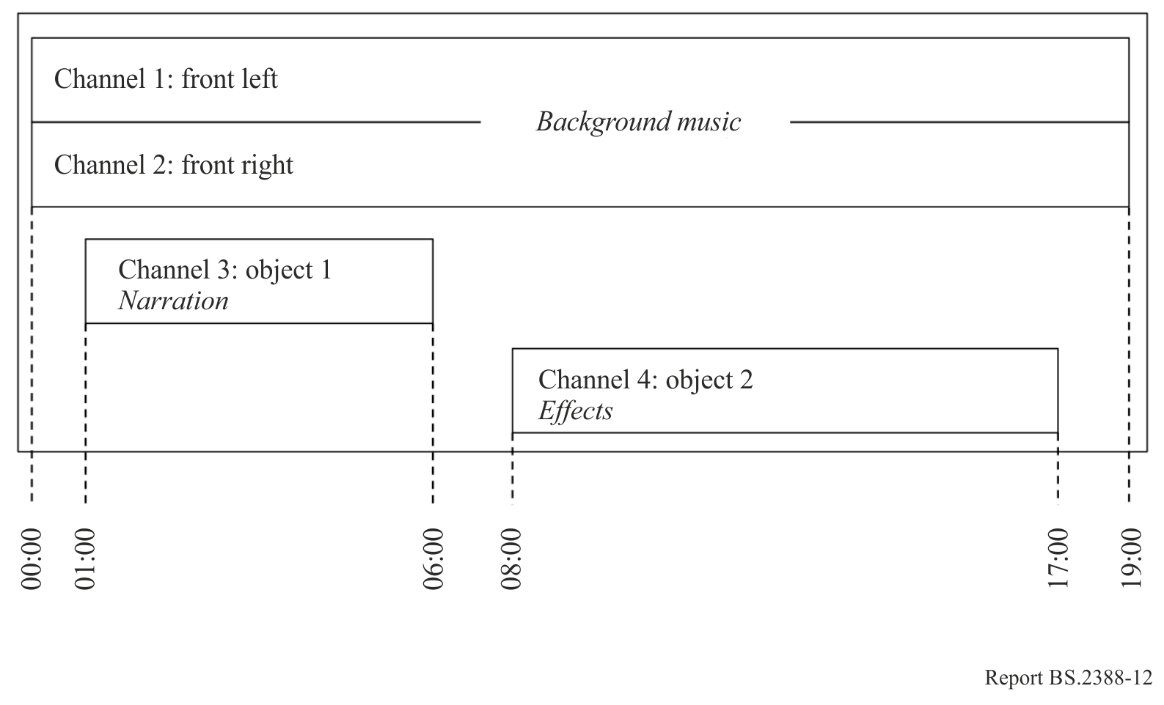 Channel 1: front left
Background music
Channel 2: front right
Channel 3: object 1
Narration
Channel 4: object 2
Effects
00:00
01:00
06:00
08:00
17:00
19:00
Report BS.2388-12